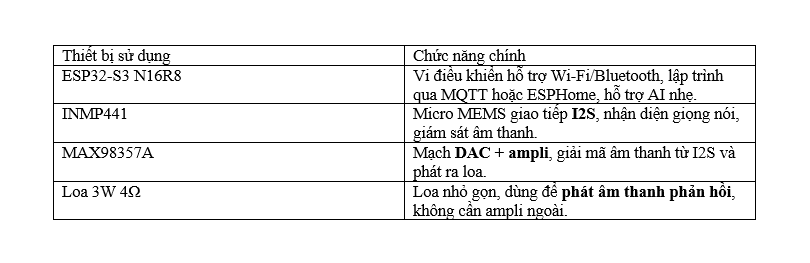 Thiết bị sử dụng
Chức năng chính
ESP32-S3 N16R8
Vi điều khiển hỗ trợ Wi-Fi/Bluetooth, lập trình
qua MQTT hoặc ESPHome, hỗ trợ AI nhẹ.
INMP441
Micro MEMS giao tiếp I2S, nhận diện giọng nói,
giám sát âm thanh.
MAX98357A
Mạch DAC + ampli, giải mã âm thanh từ I2S và
phát ra loa.
Loa 3W 4Ω
Loa nhỏ gọn, dùng để phát âm thanh phản hồi,
không cần ampli ngoài.